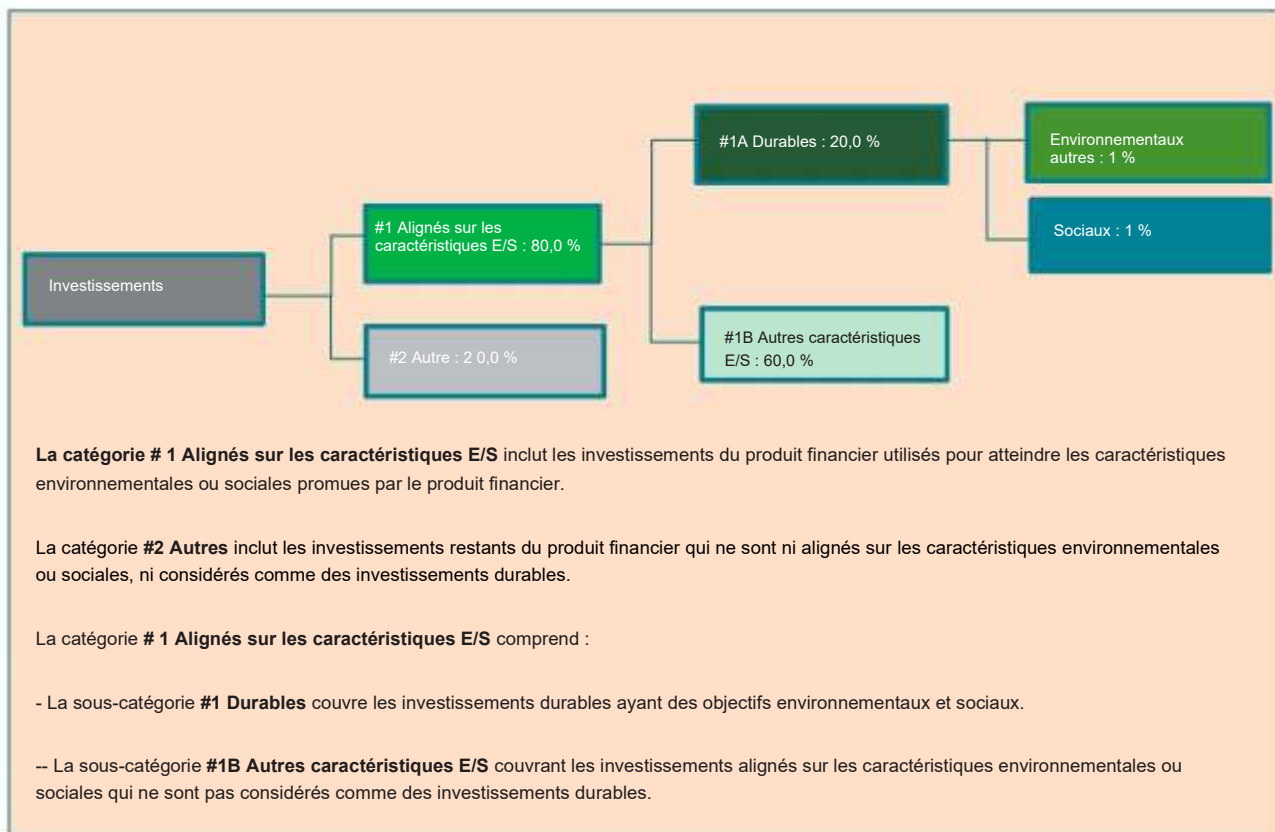 #1A Durables : 20,0 %
Environnementaux
autres : 1 %
#1 Alignés sur les
caractéristiques E/S : 80,0 %
Sociaux : 1 %
Investissements
#2 Autre : 2 0,0 %
#1B Autres caractéristiques
E/S : 60,0 %
La catégorie # 1 Alignés sur les caractéristiques E/S inclut les investissements du produit financier utilisés pour atteindre les caractéristiques
environnementales ou sociales promues par le produit financier.
La catégorie #2 Autres inclut les investissements restants du produit financier qui ne sont ni alignés sur les caractéristiques environnementales
ou sociales, ni considérés comme des investissements durables.
La catégorie # 1 Alignés sur les caractéristiques E/S comprend :
- La sous-catégorie #1 Durables couvre les investissements durables ayant des objectifs environnementaux et sociaux.
-- La sous-catégorie #1B Autres caractéristiques E/S couvrant les investissements alignés sur les caractéristiques environnementales ou
sociales qui ne sont pas considérés comme des investissements durables.